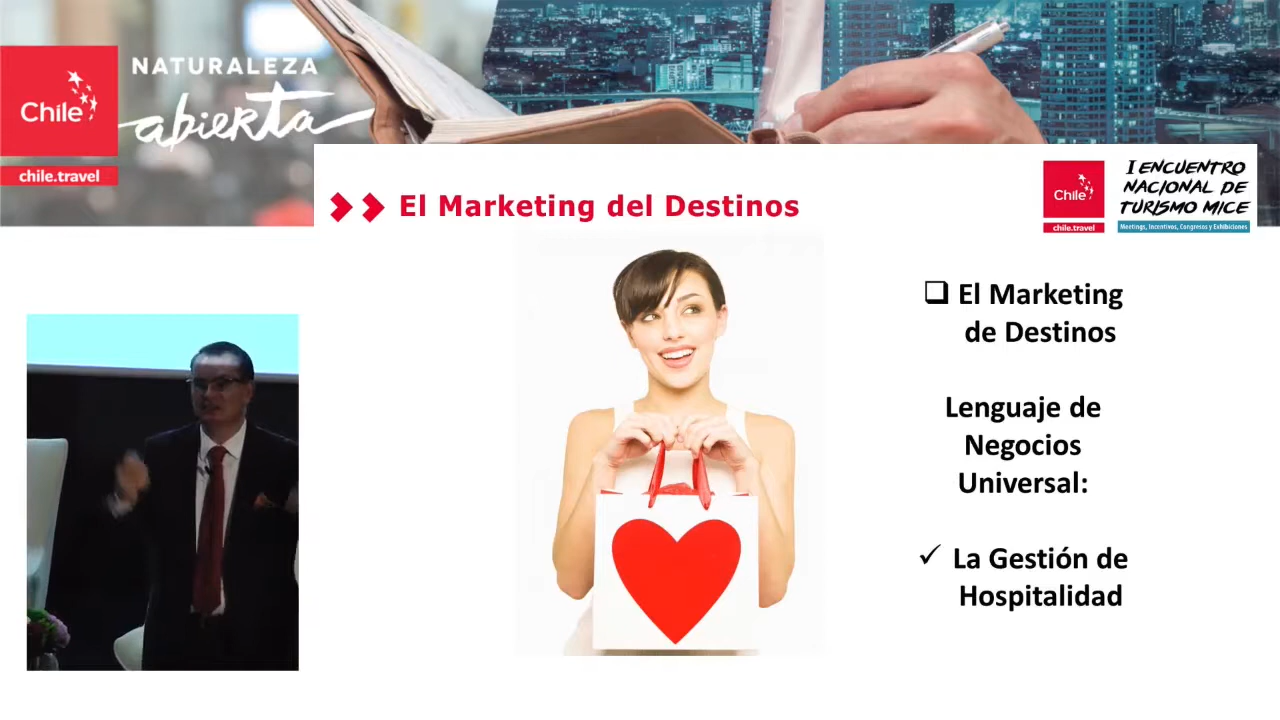 NATURALEZA
abierta
Chile
chile.travel
El Marketing del Destinos
Chile
chile.travel
I ENCUENTRO
NACIONAL DE
TURISMO MICE
Meetings, Incentivos, Congresos y Exhibiciones
El Marketing
de Destinos
Lenguaje de
Negocios
Universal:
La Gestión de
Hospitalidad